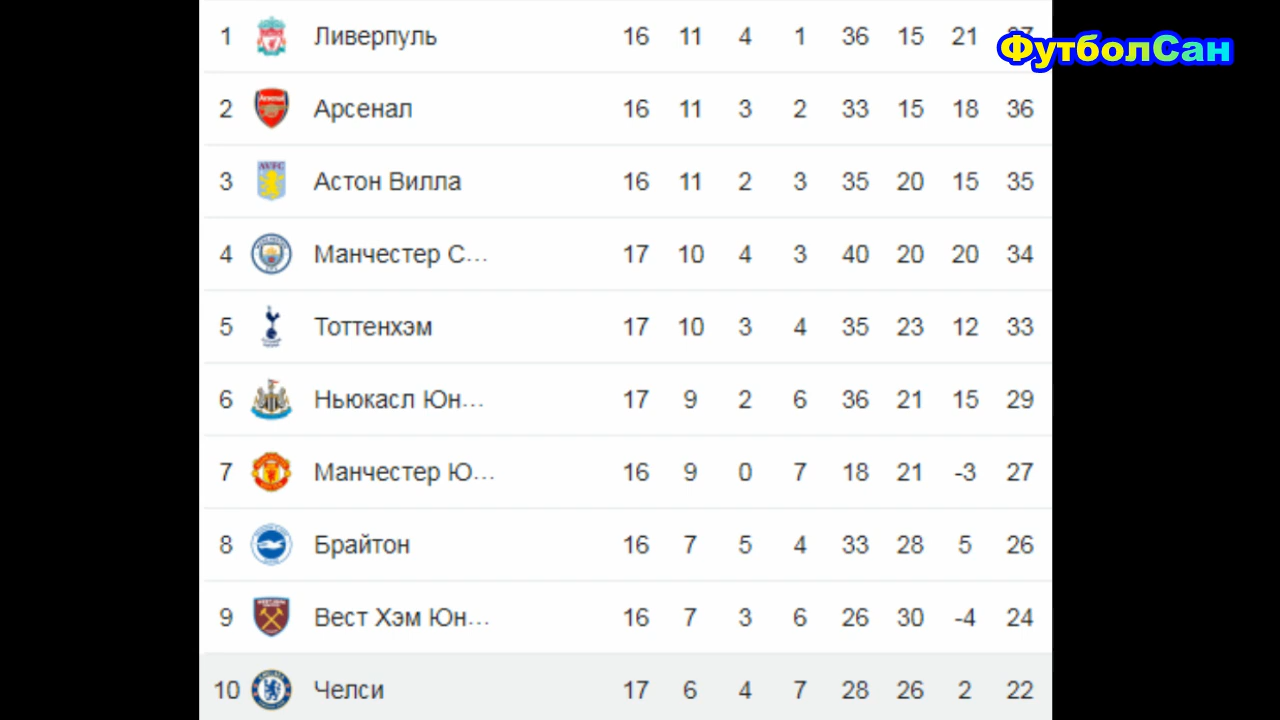 1 Ливерпуль 16 11 4 1 36 15 21
ФутболСан
2 Арсенал 16 11 3 2 33 15 18 36
3 Астон Вилла 16 11 2 3 35 20 15 35
4 Манчестер С... 17 10 4 3 40 20 20 34
5 Тоттенхэм 17 10 3 4 35 23 12 33
6 Ньюкасл Юн... 17 9 2 6 36 21 15 29
7 Манчестер Ю... 16 9 0 7 18 21 -3 27
8 Брайтон 16 7 5 4 33 28 5 26
9 Вест Хэм Юн... 16 7 3 6 26 30 -4 24
10 Челси 17 6 4 7 28 26 2 22